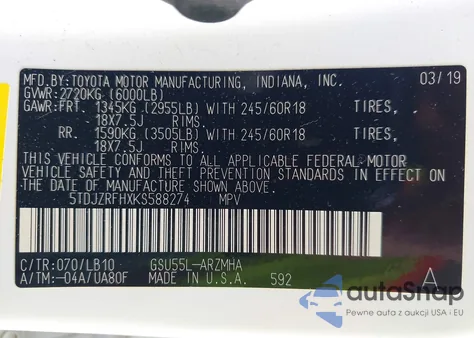 MFD.BY:TOYOTA MOTOR MANUFACTURING, INDIANA, INC. 03/19
GVWR:2720KG (6000LB)
GAWR:FRT. 1345KG (2955LB) WITH 245/60R18 TIRES,
18X7.5J RIMS.
RR. 1590KG (3505LB) WITH 245/60R18 TIRES,
18X7.5J RIMS.
THIS VEHICLE CONFORMS TO ALL APPLICABLE FEDERAL MOTOR
VEHICLE SAFETY STANDARDS IN EFFECT ON
THE DATE OF MANUFACTURE SHOWN ABOVE.
5TDJZRFHXKS588274 MPV
C/TR:070/LB10 GSU55L-ARZMHA
A/TM:-04A/UA80F MADE IN U.S.A. 592 A
autoSnap
Auta Premium
Pewne auta z aukcji USA i EU